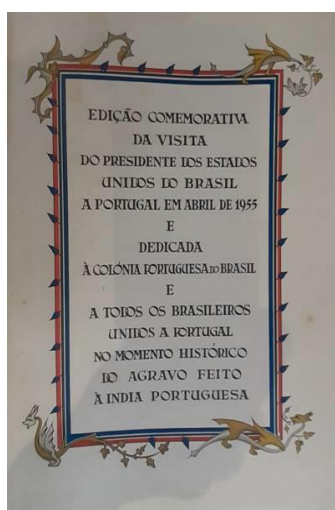 EDIÇÃO COMEMORATIVA
DA VISITA
DO PRESIDENTE DOS ESTADOS
UNIDOS DO BRASIL
A PORTUGAL EM ABRIL DE 1955
E
DEDICADA
À COLÓNIA PORTUGUESA DO BRASIL
E
A TODOS OS BRASILEIROS
UNIDOS A PORTUGAL
NO MOMENTO HISTÓRICO
DO AGRAVO FEITO
À INDIA PORTUGUESA